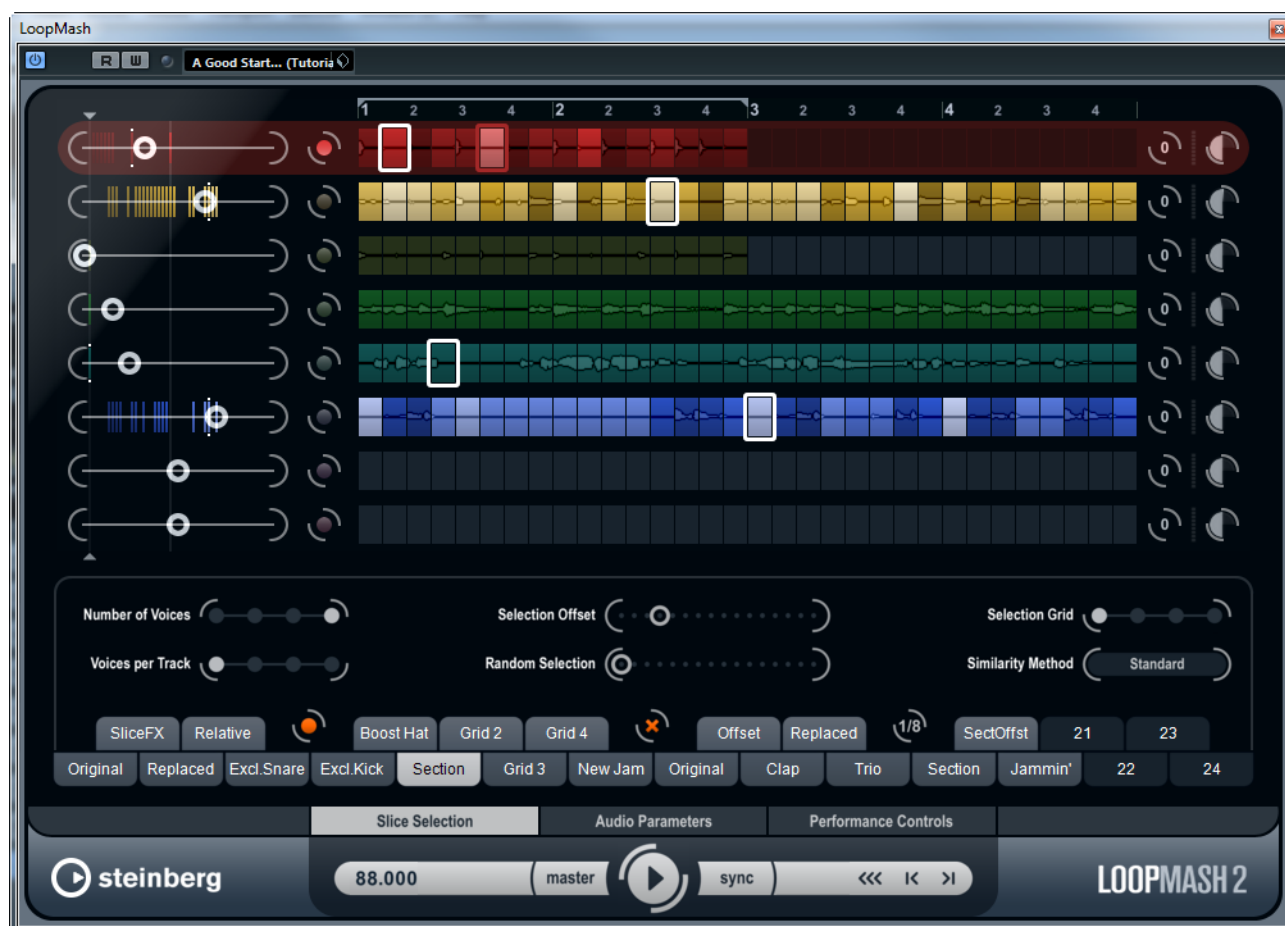 LoopMash
R W A Good Start... (Tutoria
1 2 3 4 2 2 3 4 3 2 3 4 4 2 3 4
0
0
0
0
0
0
0
0
Number of Voices Selection Offset Selection Grid
Voices per Track Random Selection Similarity Method Standard
SliceFX Relative Boost Hat Grid 2 Grid 4 Offset Replaced 1/8 SectOffst 21 23
Original Replaced Excl.Snare Excl.Kick Section Grid 3 New Jam Original Clap Trio Section Jammin' 22 24
Slice Selection Audio Parameters Performance Controls
steinberg 88.000 master sync LOOPMASH 2